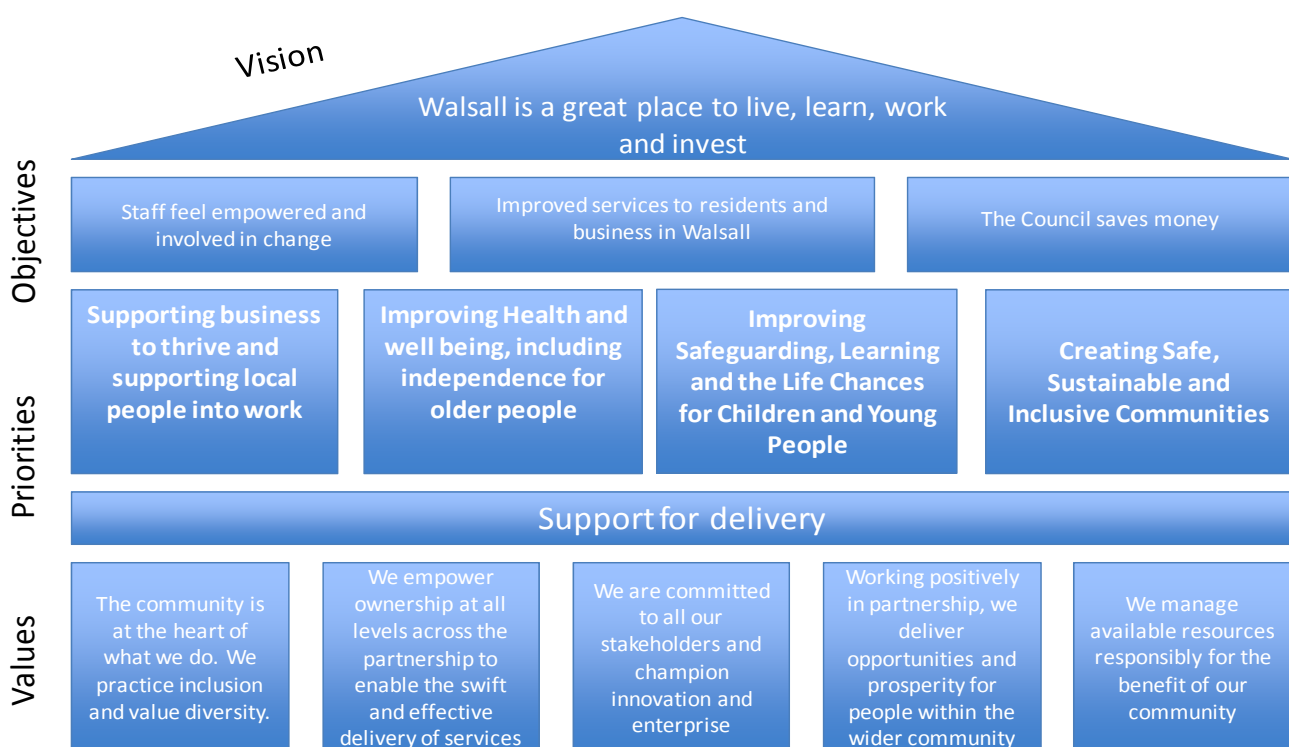 Vision
Walsall is a great place to live, learn, work
and invest
Objectives
Staff feel empowered and
involved in change
Improved services to residents and
business in Walsall
The Council saves money
Priorities
Supporting business
to thrive and
supporting local
people into work
Improving Health and
well being, including
independence for
older people
Improving
Safeguarding, Learning
and the Life Chances
for Children and Young
People
Creating Safe,
Sustainable and
Inclusive Communities
Support for delivery
Values
The community is
at the heart of
what we do. We
practice inclusion
and value diversity.
We empower
ownership at all
levels across the
partnership to
enable the swift
and effective
delivery of services
We are committed
to all our
stakeholders and
champion
innovation and
enterprise
Working positively
in partnership, we
deliver
opportunities and
prosperity for
people within the
wider community
We manage
available resources
responsibly for the
benefit of our
community